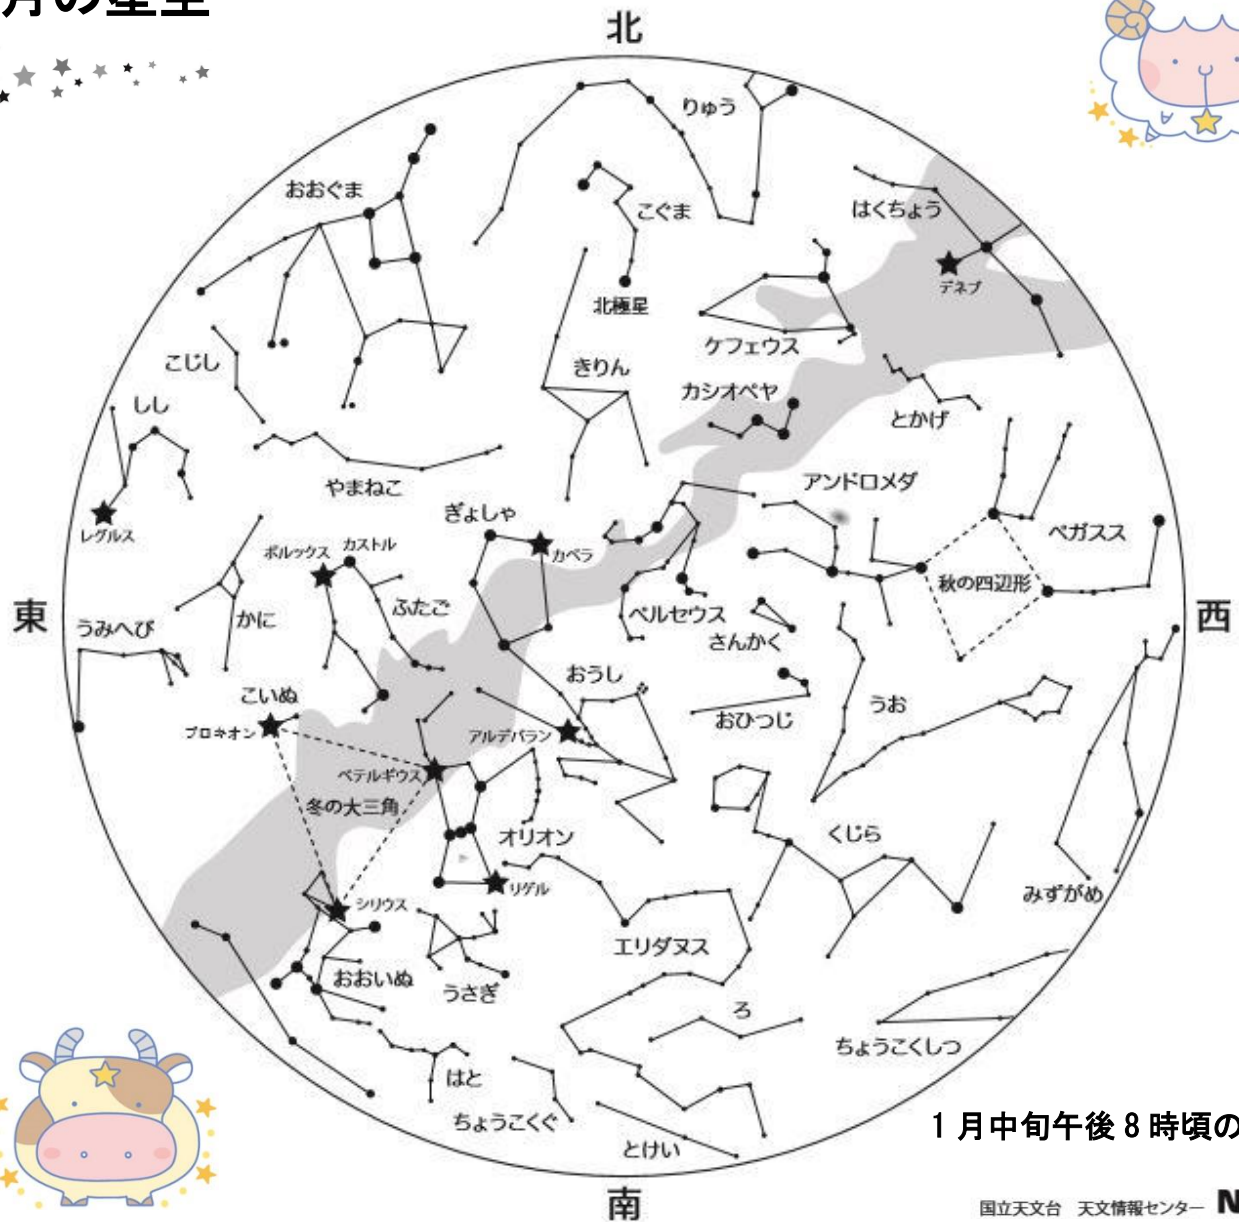 月の星空
北
りゅう
おおぐま
こぐま
はくちょう
デネブ
北極星
ケフェウス
こじし
きりん
カシオペヤ
しし
とかげ
やまねこ
アンドロメダ
ぎょしゃ
レグルス
ポルックス
カストル
カペラ
ペガスス
秋の四辺形
東
うみへび
かに
ふたご
ペルセウス
さんかく
西
おうし
こいぬ
プロキオン
アルデバラン
おひつじ
うお
ベテルギウス
冬の大三角
オリオン
くじら
リゲル
シリウス
みずがめ
エリダヌス
おおいぬ
うさぎ
ろ
ちょうこくしつ
はと
ちょうこくぐ
とけい
1月中旬午後8時頃の
南
国立天文台 天文情報センター